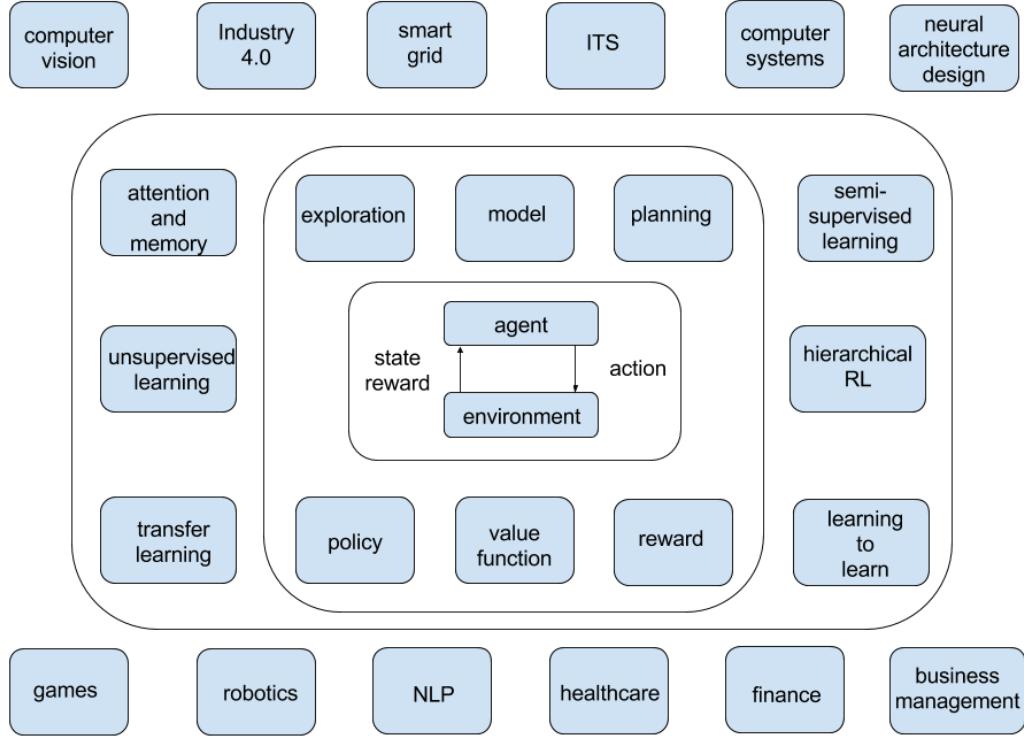 computer
vision
Industry
4.0
smart
grid
ITS
computer
systems
neural
architecture
design
attention
and
memory
exploration
model
planning
semi-
supervised
learning
unsupervised
learning
state
reward
agent
environment
action
hierarchical
RL
transfer
learning
policy
value
function
reward
learning
to
learn
games
robotics
NLP
healthcare
finance
business
management